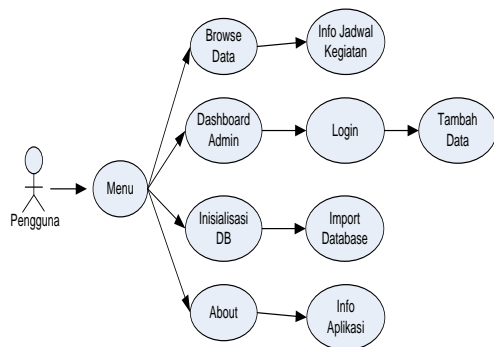 Browse
Data
Info Jadwal
Kegiatan
Dashboard
Admin
Login
Tambah
Data
Pengguna
Menu
Inisialisasi
DB
Import
Database
About
Info
Aplikasi